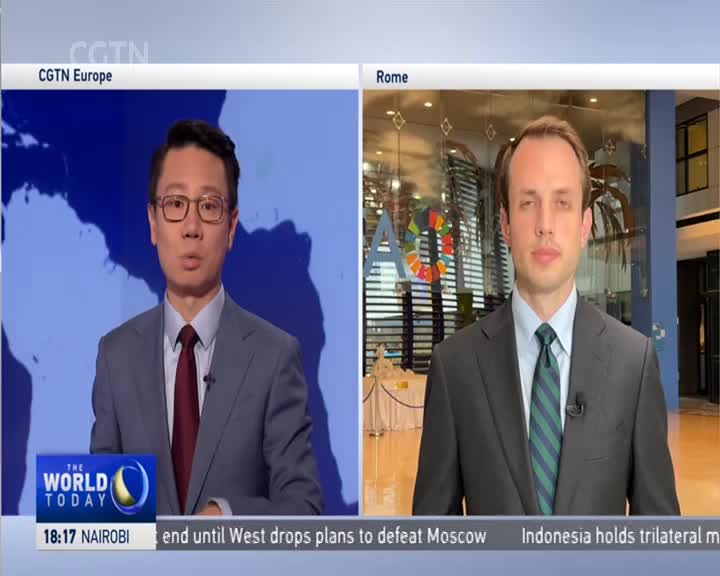 CGTN
CGTN Europe
Rome
AO
THE
WORLD
TODAY
18:17 NAIROBI
end until West drops plans to defeat Moscow
Indonesia holds trilateral m